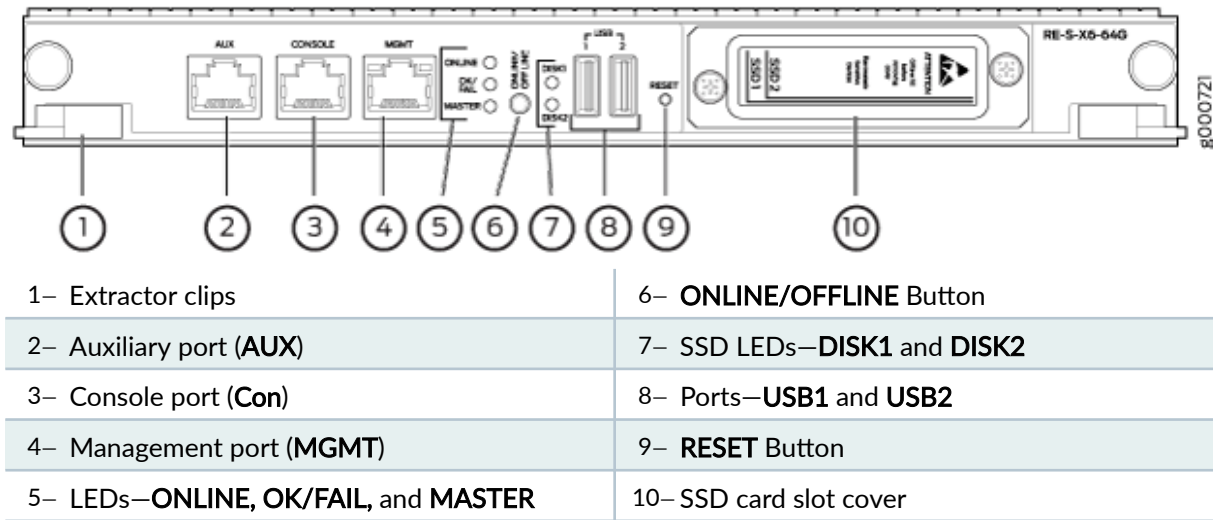 RE-S-X6-64G
AUX
CONSOLE
MGMT
ONLINE
OK/
FAIL
MASTER
ONLINE/
OFF LINE
DISK1
DISK2
USB
1 2
RESET
SSD 1
SSD 2
ATTENTION
g000721
1 2 3 4 5 6 7 8 9 10
1– Extractor clips
2– Auxiliary port (AUX)
3– Console port (Con)
4– Management port (MGMT)
5– LEDs—ONLINE, OK/FAIL, and MASTER
6– ONLINE/OFFLINE Button
7– SSD LEDs—DISK1 and DISK2
8– Ports—USB1 and USB2
9– RESET Button
10– SSD card slot cover